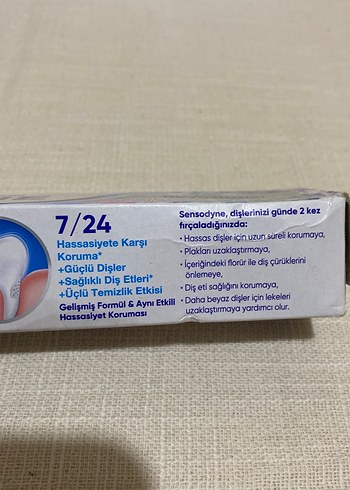 7/24
Hassasiyete Karşı
Koruma*
+Güçlü Dişler
+Sağlıklı Diş Etleri*
+Üçlü Temizlik Etkisi
Gelişmiş Formül & Aynı Etkili
Hassasiyet Koruması
Sensodyne, dişlerinizi günde 2 kez
fırçaladığınızda:
• Hassas dişler için uzun süreli korumaya,
• Plakları uzaklaştırmaya,
• İçeriğindeki florür ile diş çürüklerini
önlemeye,
• Diş eti sağlığını korumaya,
• Daha beyaz dişler için lekeleri
uzaklaştırmaya yardımcı olur.